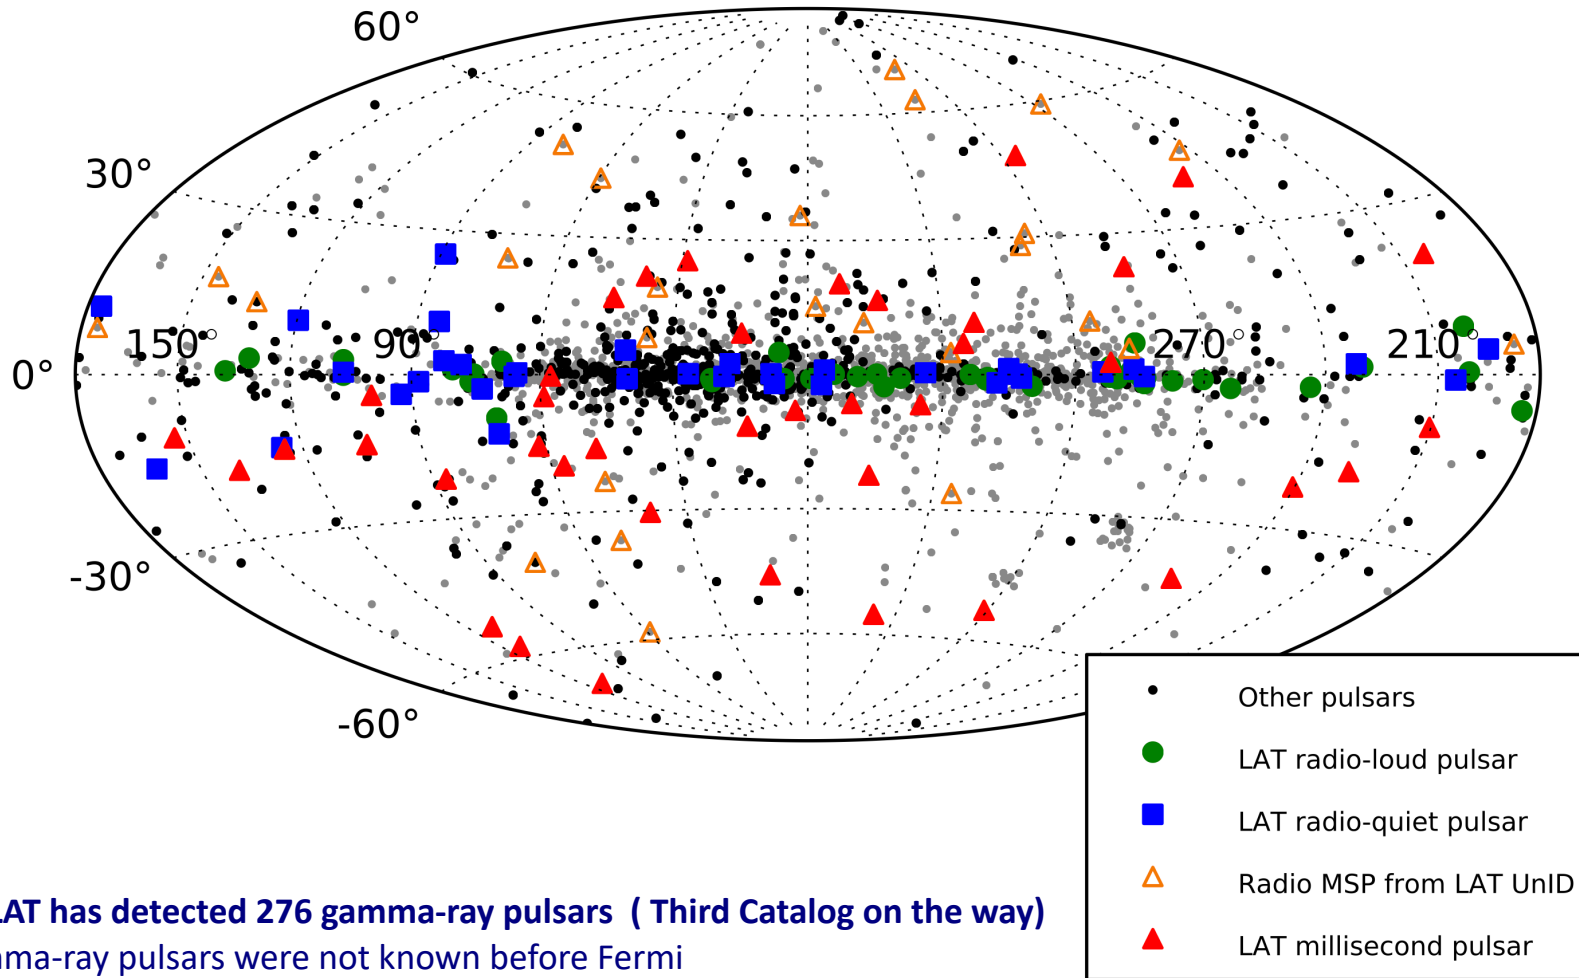 60°
30°
150° 90° 270° 210°
0°
-30°
-60°
Other pulsars
LAT radio-loud pulsar
LAT radio-quiet pulsar
Radio MSP from LAT UnID
LAT millisecond pulsar
LAT has detected 276 gamma-ray pulsars ( Third Catalog on the way)
mma-ray pulsars were not known before Fermi